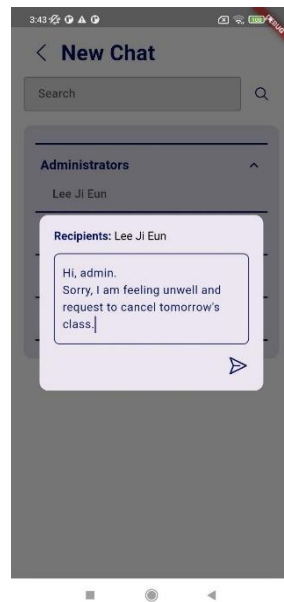 3:43
New Chat
Search
Administrators
Lee Ji Eun
Recipients: Lee Ji Eun
Hi, admin.
Sorry, I am feeling unwell and
request to cancel tomorrow's
class.